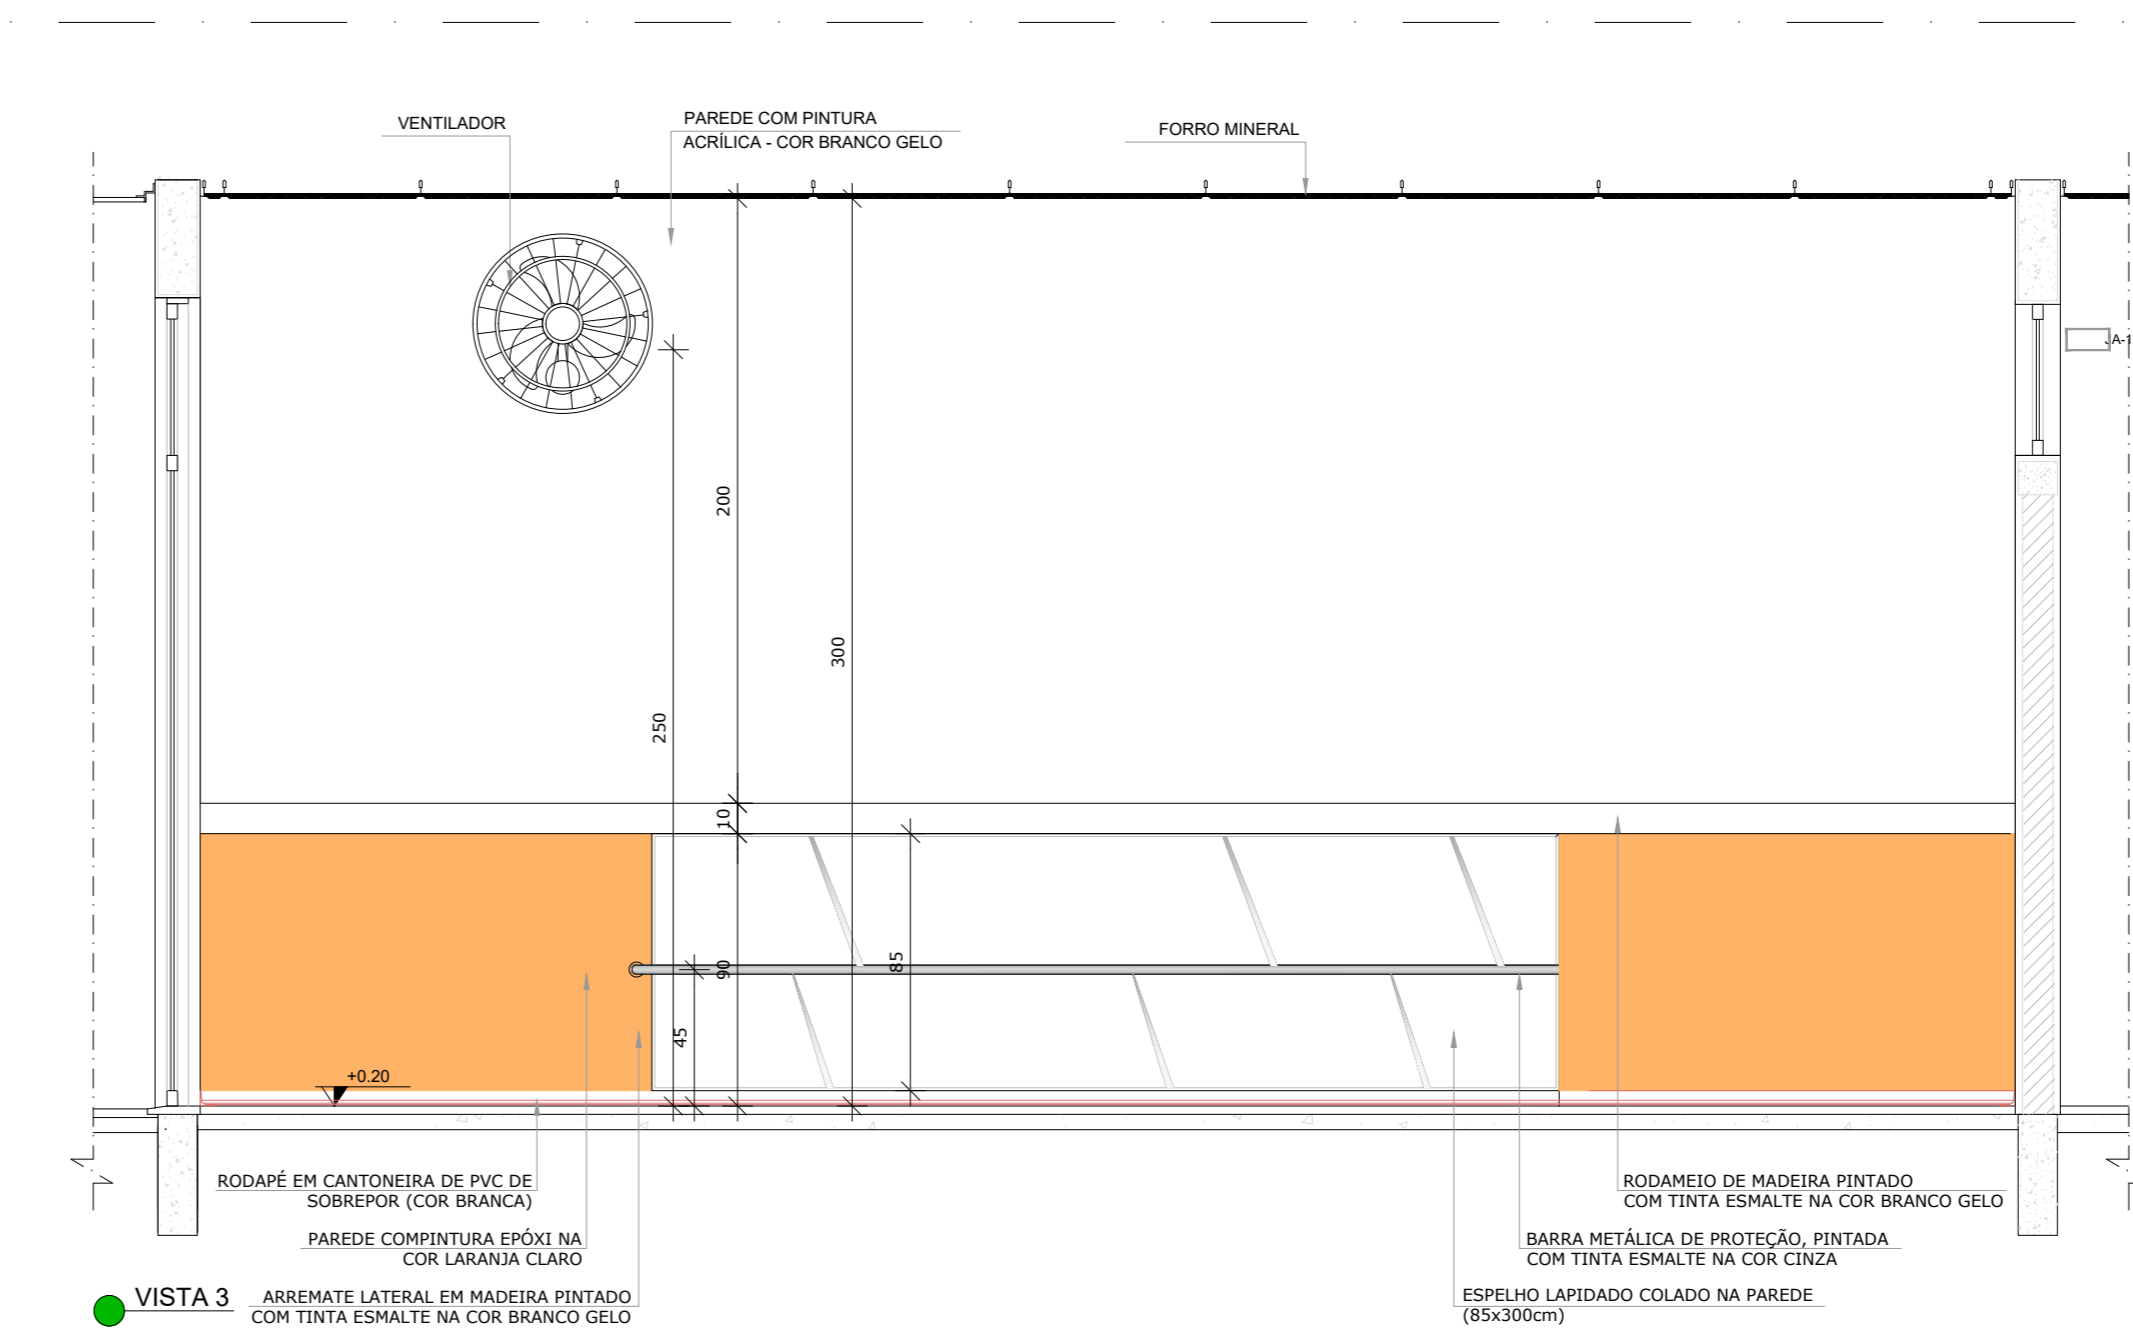 VENTILADOR
PAREDE COM PINTURA
ACRÍLICA - COR BRANCO GELO
FORRO MINERAL
200
300
250
10
90
85
45
+0.20
RODAPÉ EM CANTONEIRA DE PVC DE
SOBREPOR (COR BRANCA)
PAREDE COMPINTURA EPÓXI NA
COR LARANJA CLARO
ARREMATE LATERAL EM MADEIRA PINTADO
COM TINTA ESMALTE NA COR BRANCO GELO
RODAMEIO DE MADEIRA PINTADO
COM TINTA ESMALTE NA COR BRANCO GELO
BARRA METÁLICA DE PROTEÇÃO, PINTADA
COM TINTA ESMALTE NA COR CINZA
ESPELHO LAPIDADO COLADO NA PAREDE
(85x300cm)
VISTA 3